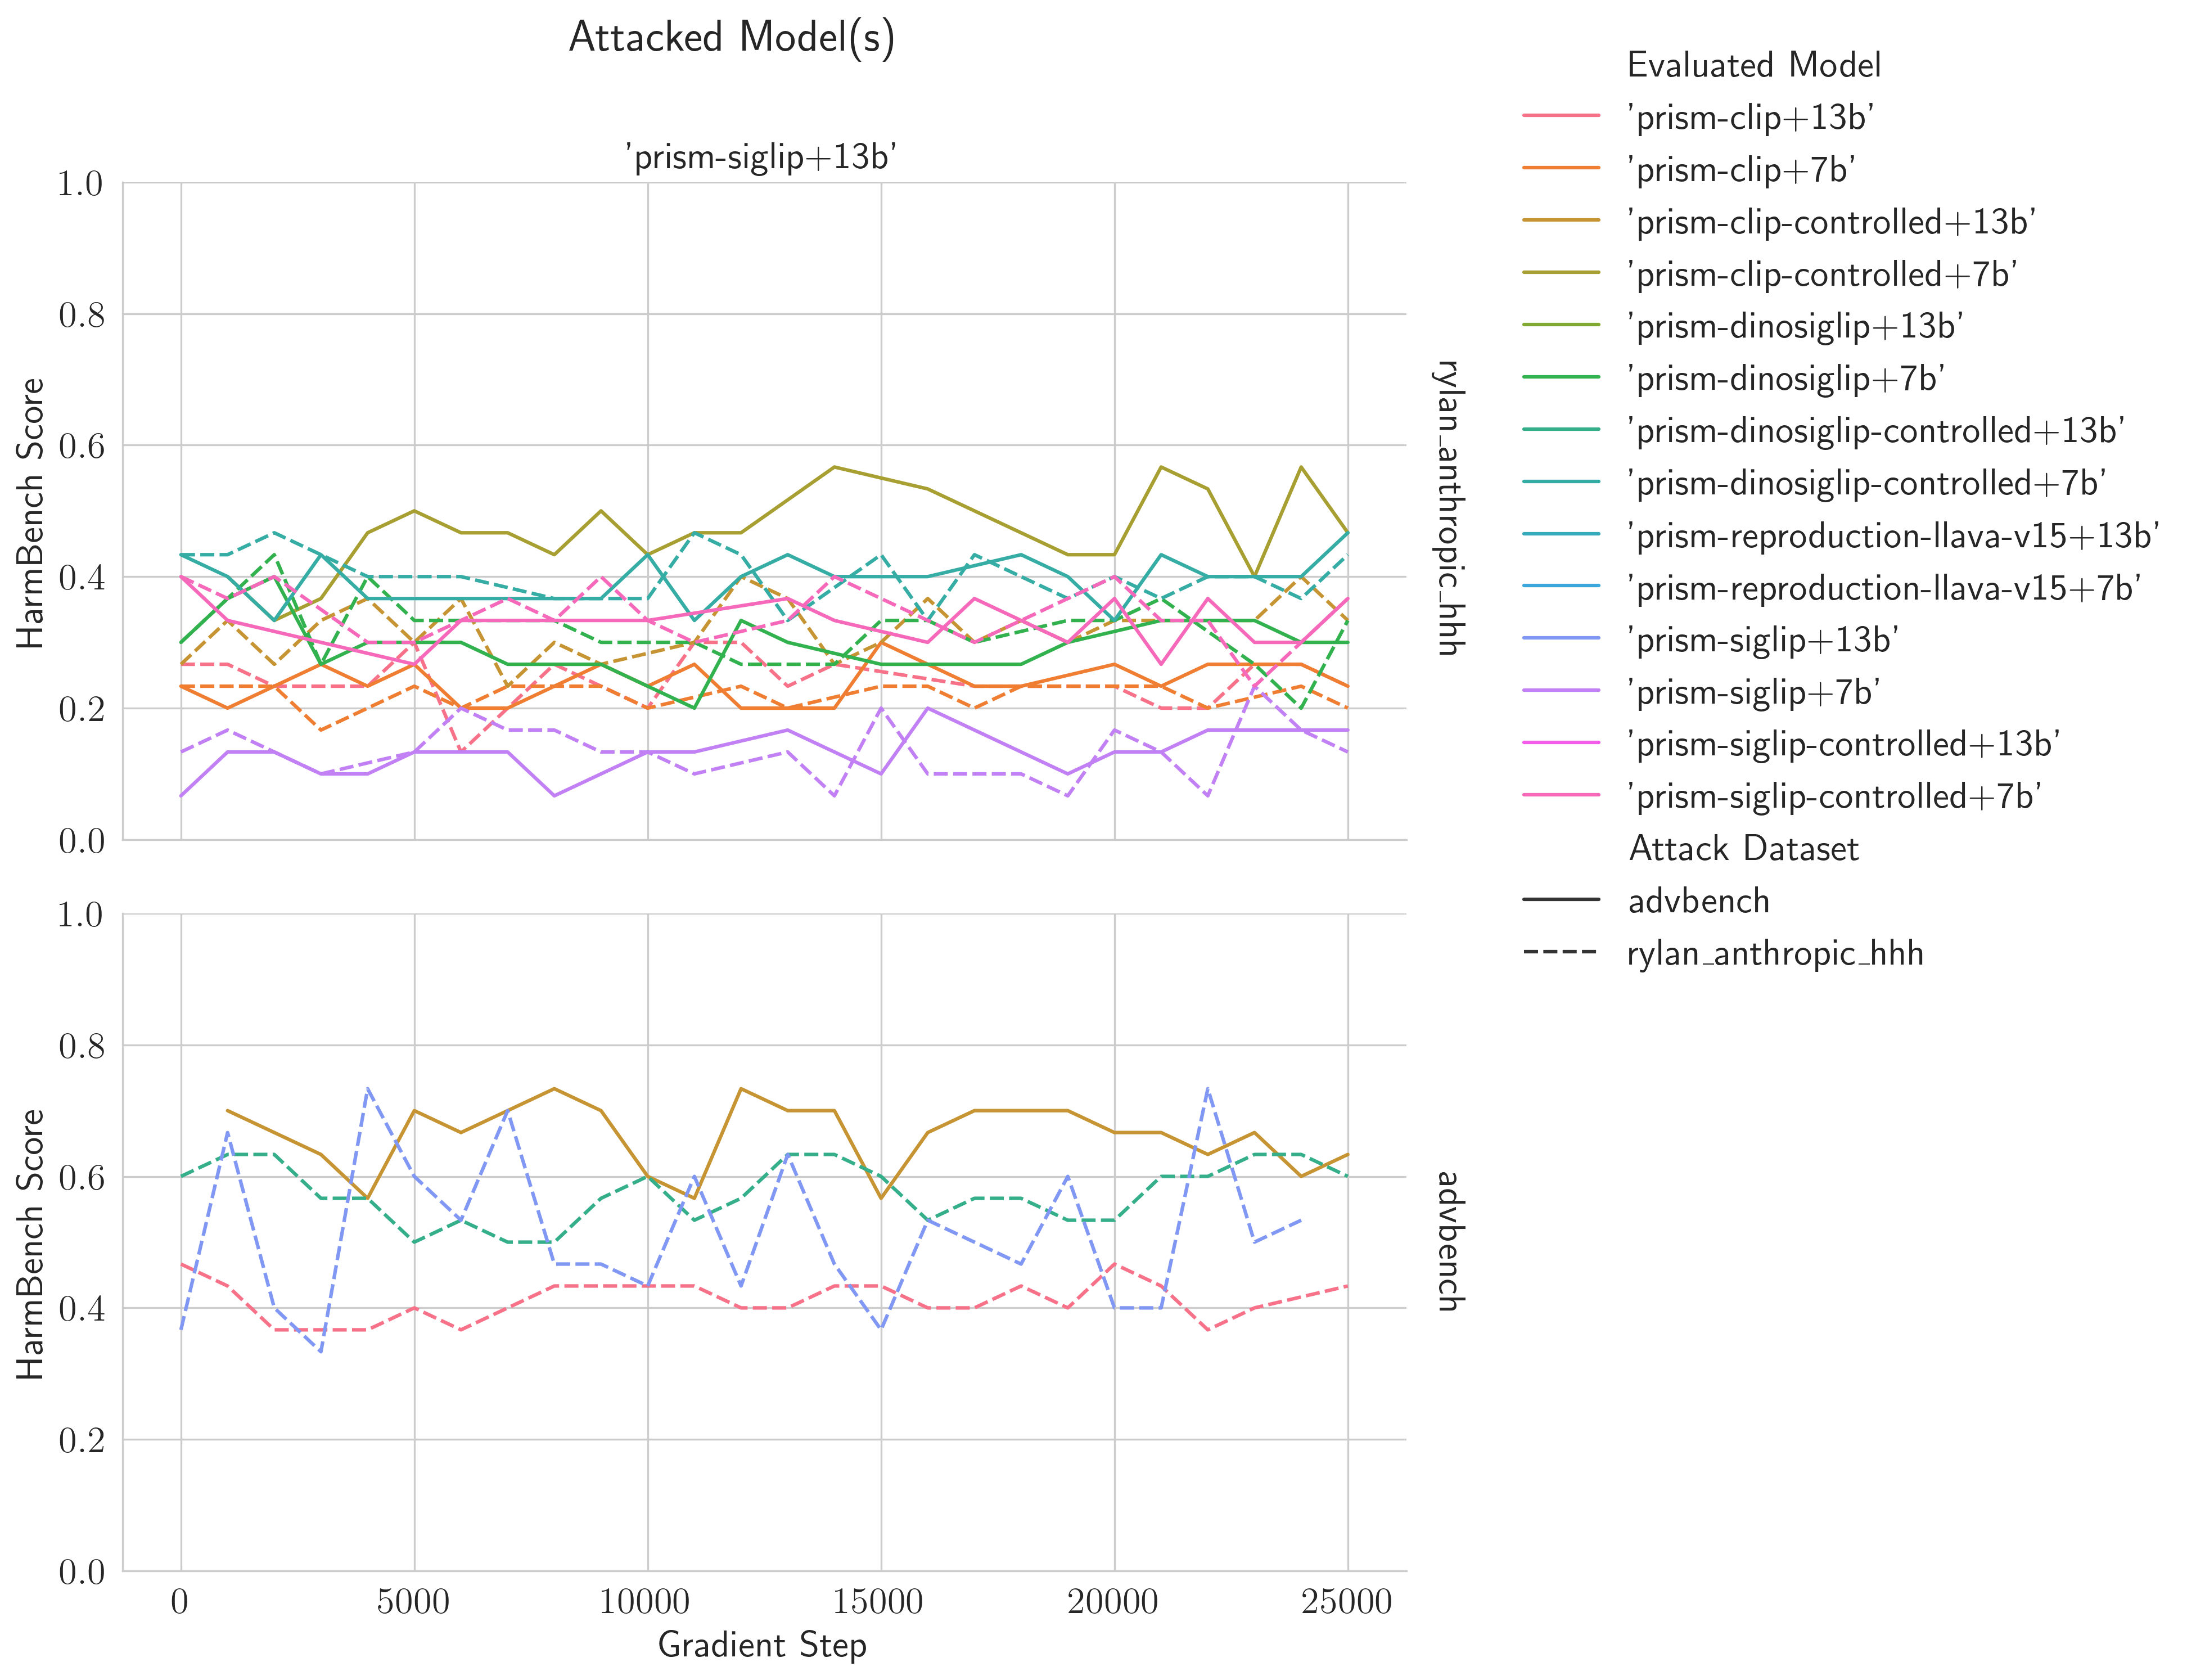 Attacked Model(s)
'prism-siglip+13b'
1.0
0.8
0.6
0.4
0.2
0.0
HarmBench Score
rylan_anthropic_hhh
1.0
0.8
0.6
0.4
0.2
0.0
HarmBench Score
advbench
0 5000 10000 15000 20000 25000
Gradient Step
Evaluated Model
'prism-clip+13b'
'prism-clip+7b'
'prism-clip-controlled+13b'
'prism-clip-controlled+7b'
'prism-dinosiglip+13b'
'prism-dinosiglip+7b'
'prism-dinosiglip-controlled+13b'
'prism-dinosiglip-controlled+7b'
'prism-reproduction-llava-v15+13b'
'prism-reproduction-llava-v15+7b'
'prism-siglip+13b'
'prism-siglip+7b'
'prism-siglip-controlled+13b'
'prism-siglip-controlled+7b'
Attack Dataset
advbench
rylan_anthropic_hhh